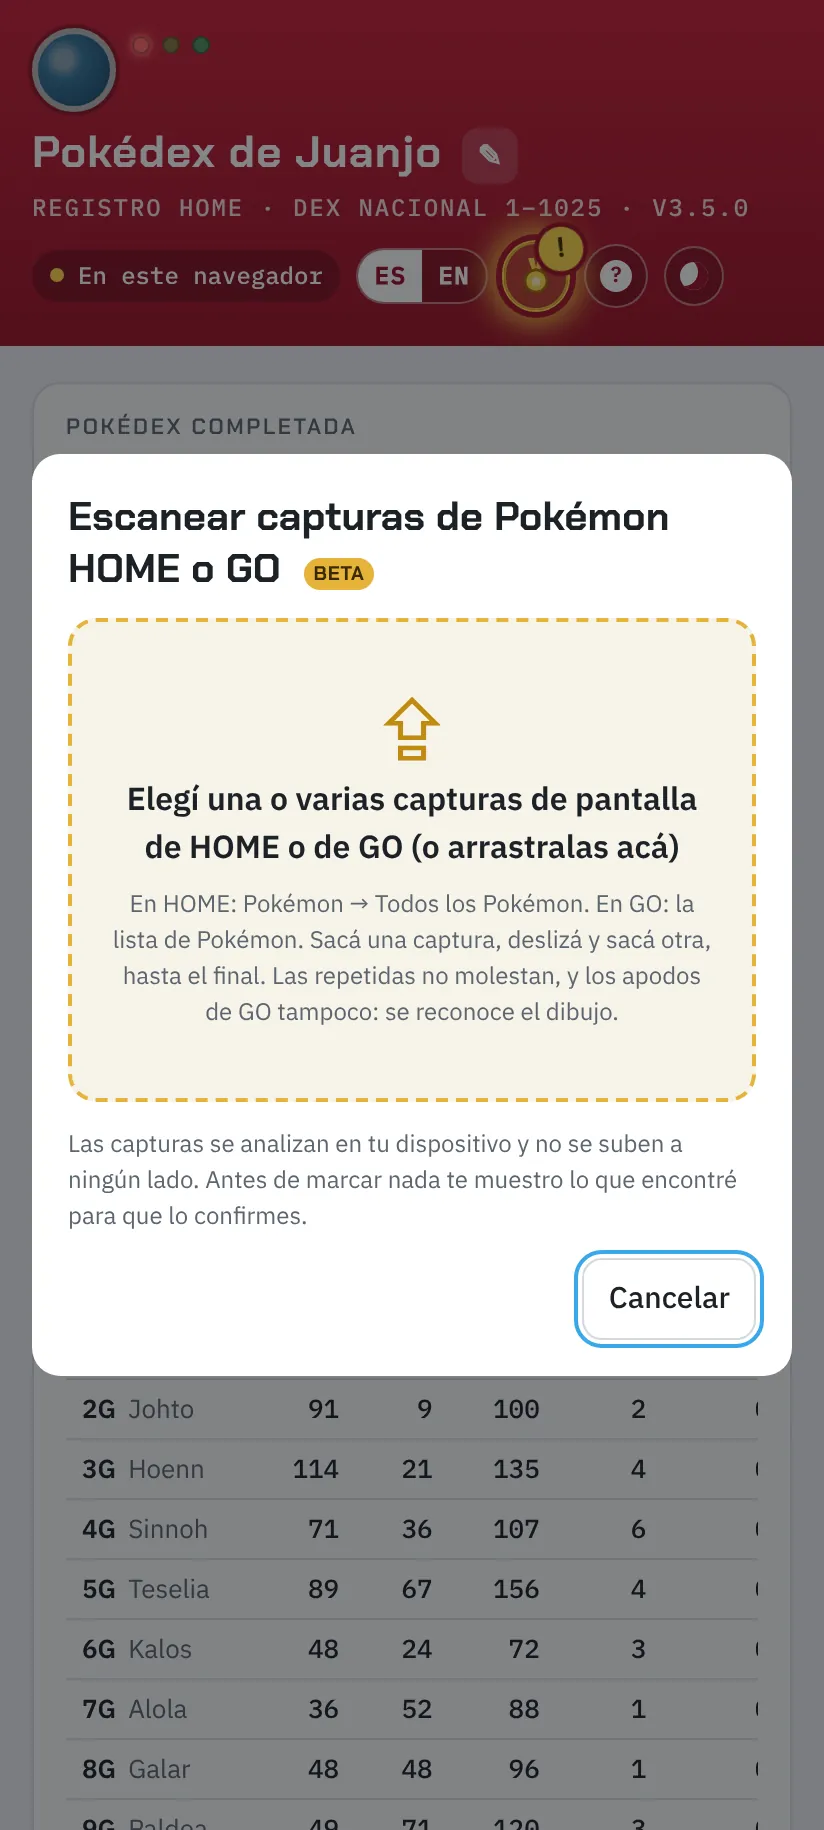 Pokédex de Juanjo ✎
REGISTRO HOME · DEX NACIONAL 1–1025 · V3.5.0
En este navegador ES EN ! ?
POKÉDEX COMPLETADA
Escanear capturas de Pokémon
HOME o GO BETA
Elegí una o varias capturas de pantalla
de HOME o de GO (o arrastralas acá)
En HOME: Pokémon → Todos los Pokémon. En GO: la
lista de Pokémon. Sacá una captura, deslizá y sacá otra,
hasta el final. Las repetidas no molestan, y los apodos
de GO tampoco: se reconoce el dibujo.
Las capturas se analizan en tu dispositivo y no se suben a
ningún lado. Antes de marcar nada te muestro lo que encontré
para que lo confirmes.
Cancelar
2G Johto 91 9 100 2
3G Hoenn 114 21 135 4
4G Sinnoh 71 36 107 6
5G Teselia 89 67 156 4
6G Kalos 48 24 72 3
7G Alola 36 52 88 1
8G Galar 48 48 96 1
9G Paldea 49 71 120 3